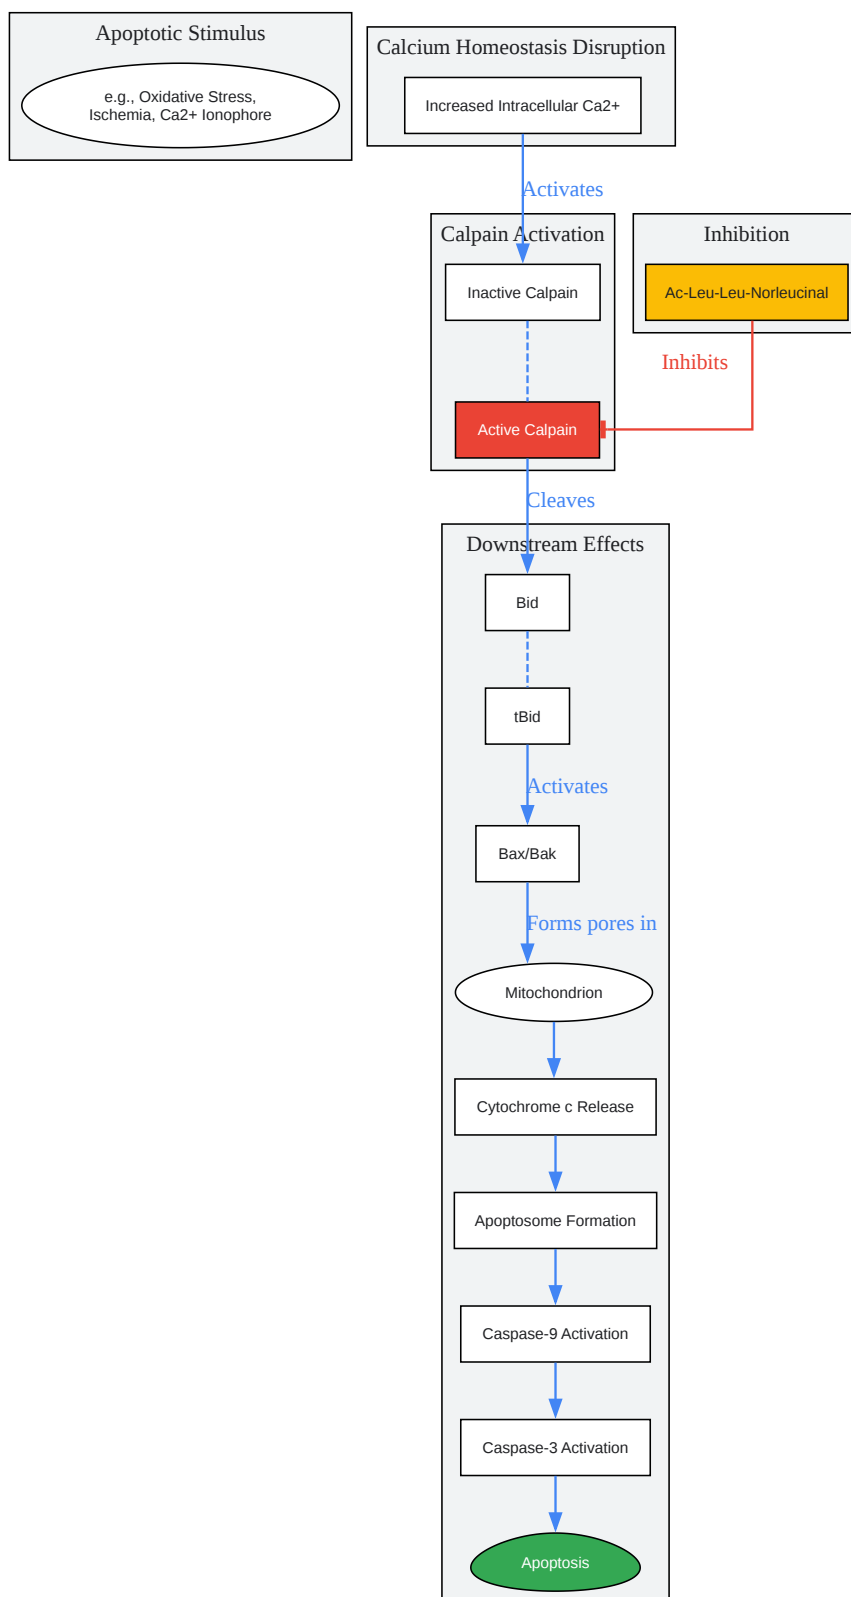 Apoptotic Stimulus
e.g., Oxidative Stress,
Ischemia, Ca2+ Ionophore
Calcium Homeostasis Disruption
Increased Intracellular Ca2+
Activates
Calpain Activation
Inactive Calpain
Inhibition
Ac-Leu-Leu-Norleucinal
Inhibits
Active Calpain
Cleaves
Downstream Effects
Bid
tBid
Activates
Bax/Bak
Forms pores in
Mitochondrion
Cytochrome c Release
Apoptosome Formation
Caspase-9 Activation
Caspase-3 Activation
Apoptosis